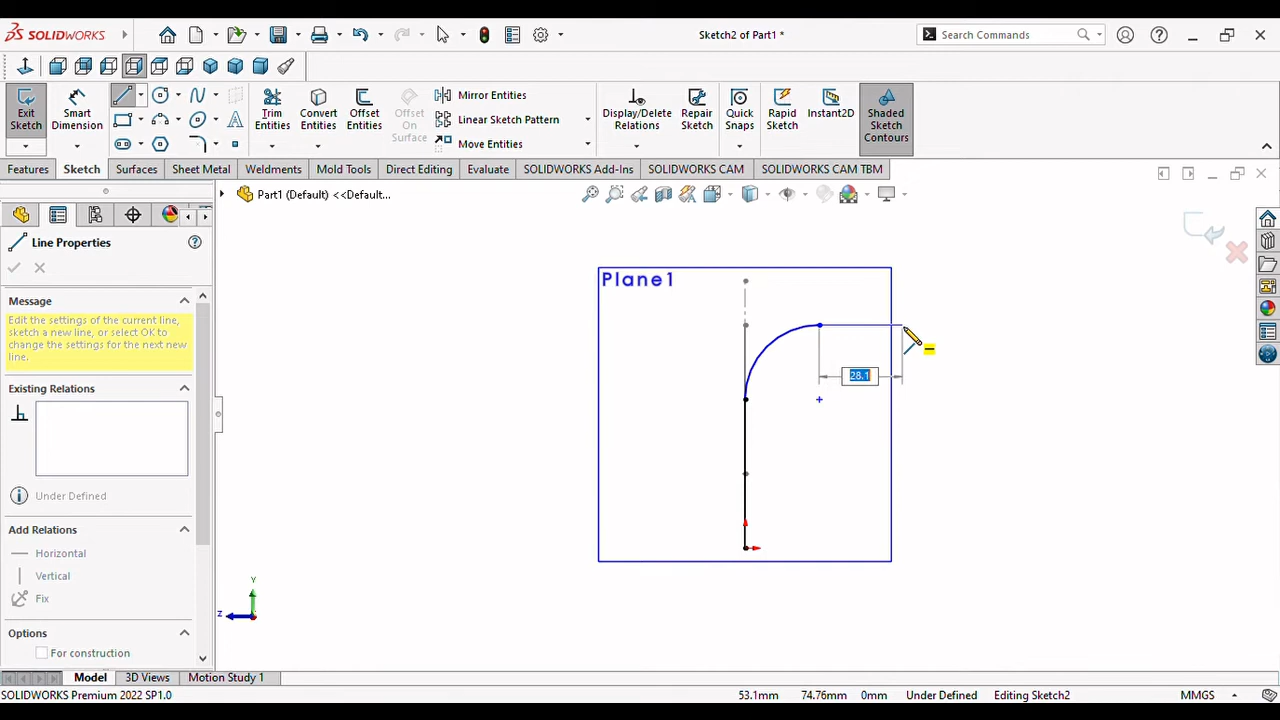 SOLIDWORKS
Sketch2 of Part1 *
Search Commands
Exit Sketch
Smart Dimension
Trim Entities
Convert Entities
Offset Entities
Offset On Surface
Mirror Entities
Linear Sketch Pattern
Move Entities
Display/Delete Relations
Repair Sketch
Quick Snaps
Rapid Sketch
Instant2D
Shaded Sketch Contours
Features
Sketch
Surfaces
Sheet Metal
Weldments
Mold Tools
Direct Editing
Evaluate
SOLIDWORKS Add-Ins
SOLIDWORKS CAM
SOLIDWORKS CAM TBM
Part1 (Default) <<Default...
Line Properties
Message
Edit the settings of the current line,
sketch a new line, or select OK to
change the settings for the next new
line.
Existing Relations
Under Defined
Add Relations
Horizontal
Vertical
Fix
Options
For construction
Plane1
28.1
Y
Z
Model
3D Views
Motion Study 1
SOLIDWORKS Premium 2022 SP1.0
53.1mm
74.76mm
0mm
Under Defined
Editing Sketch2
MMGS